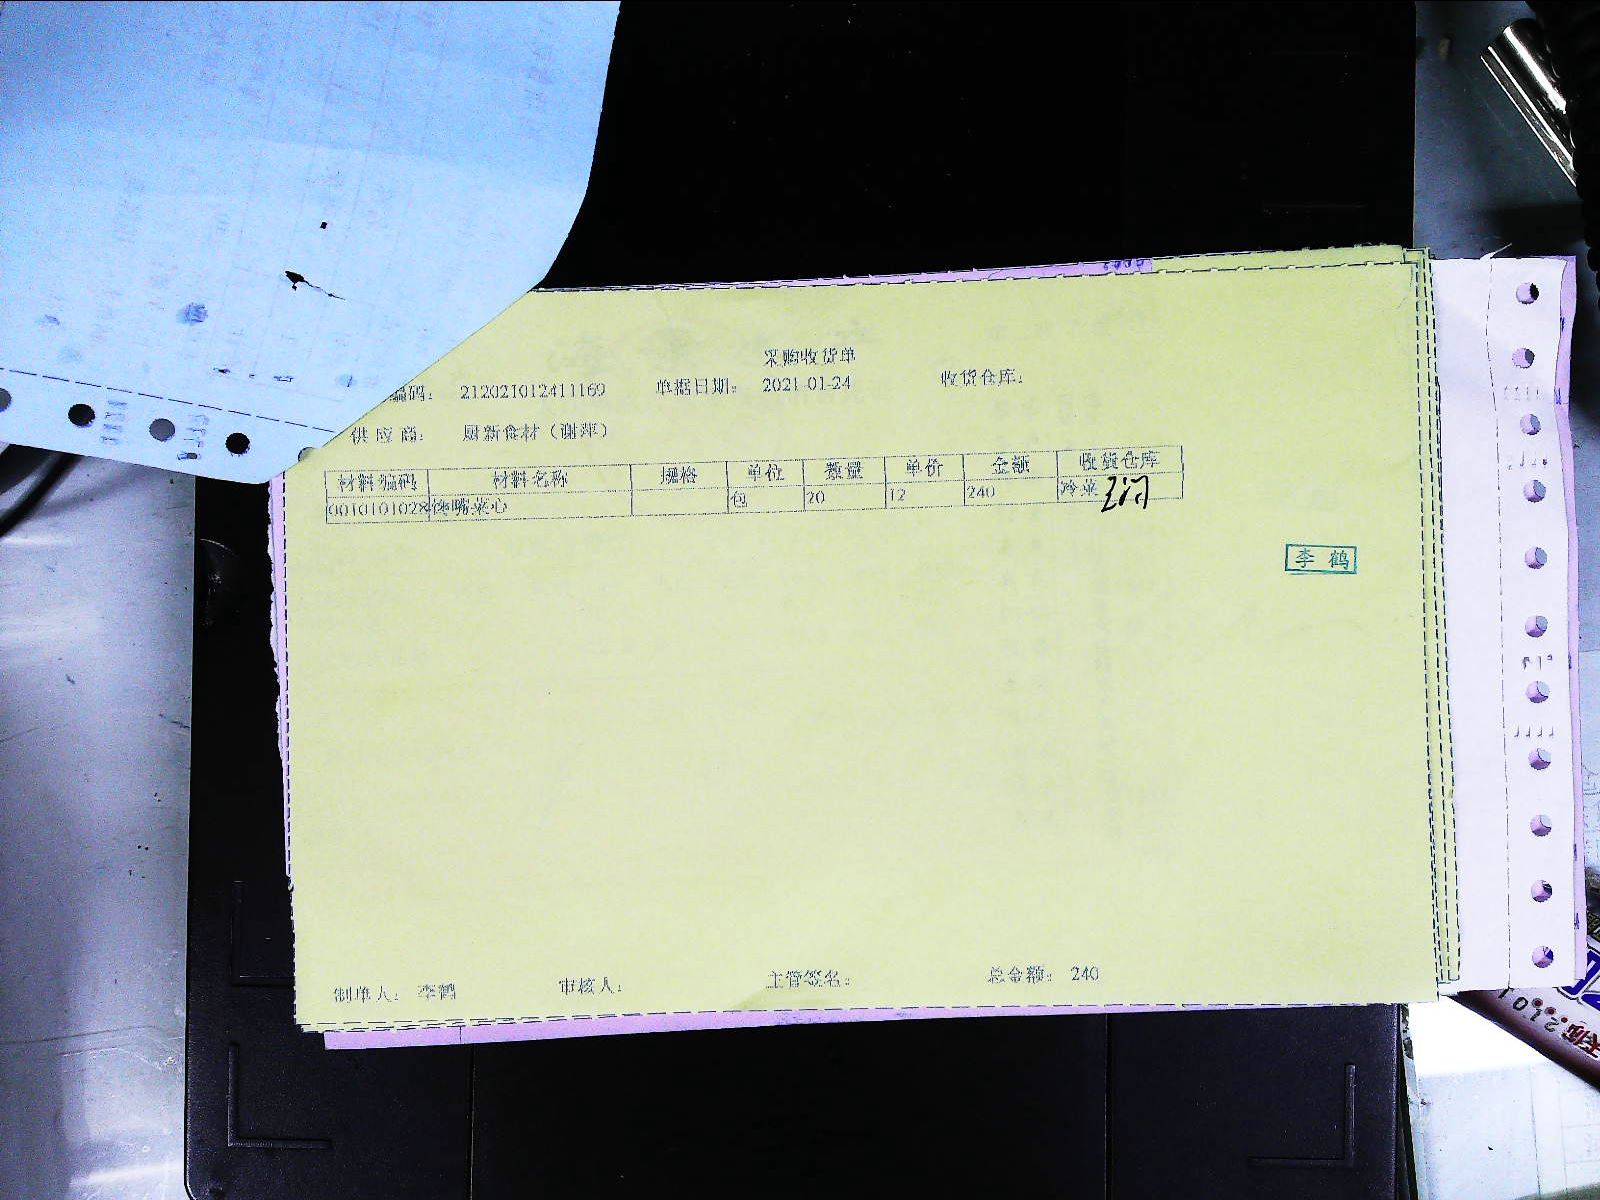 采购收货单
编码： 212021012411169 单据日期： 2021-01-24 收货仓库：
供应商： 厨新食材（谢萍）
材料编码 材料名称 规格 单位 数量 单价 金额 收货仓库
0010101028 馋嘴菜心 包 20 12 240 冷菜
李鹤
制单人： 李鹤 审核人： 主管签名： 总金额： 240